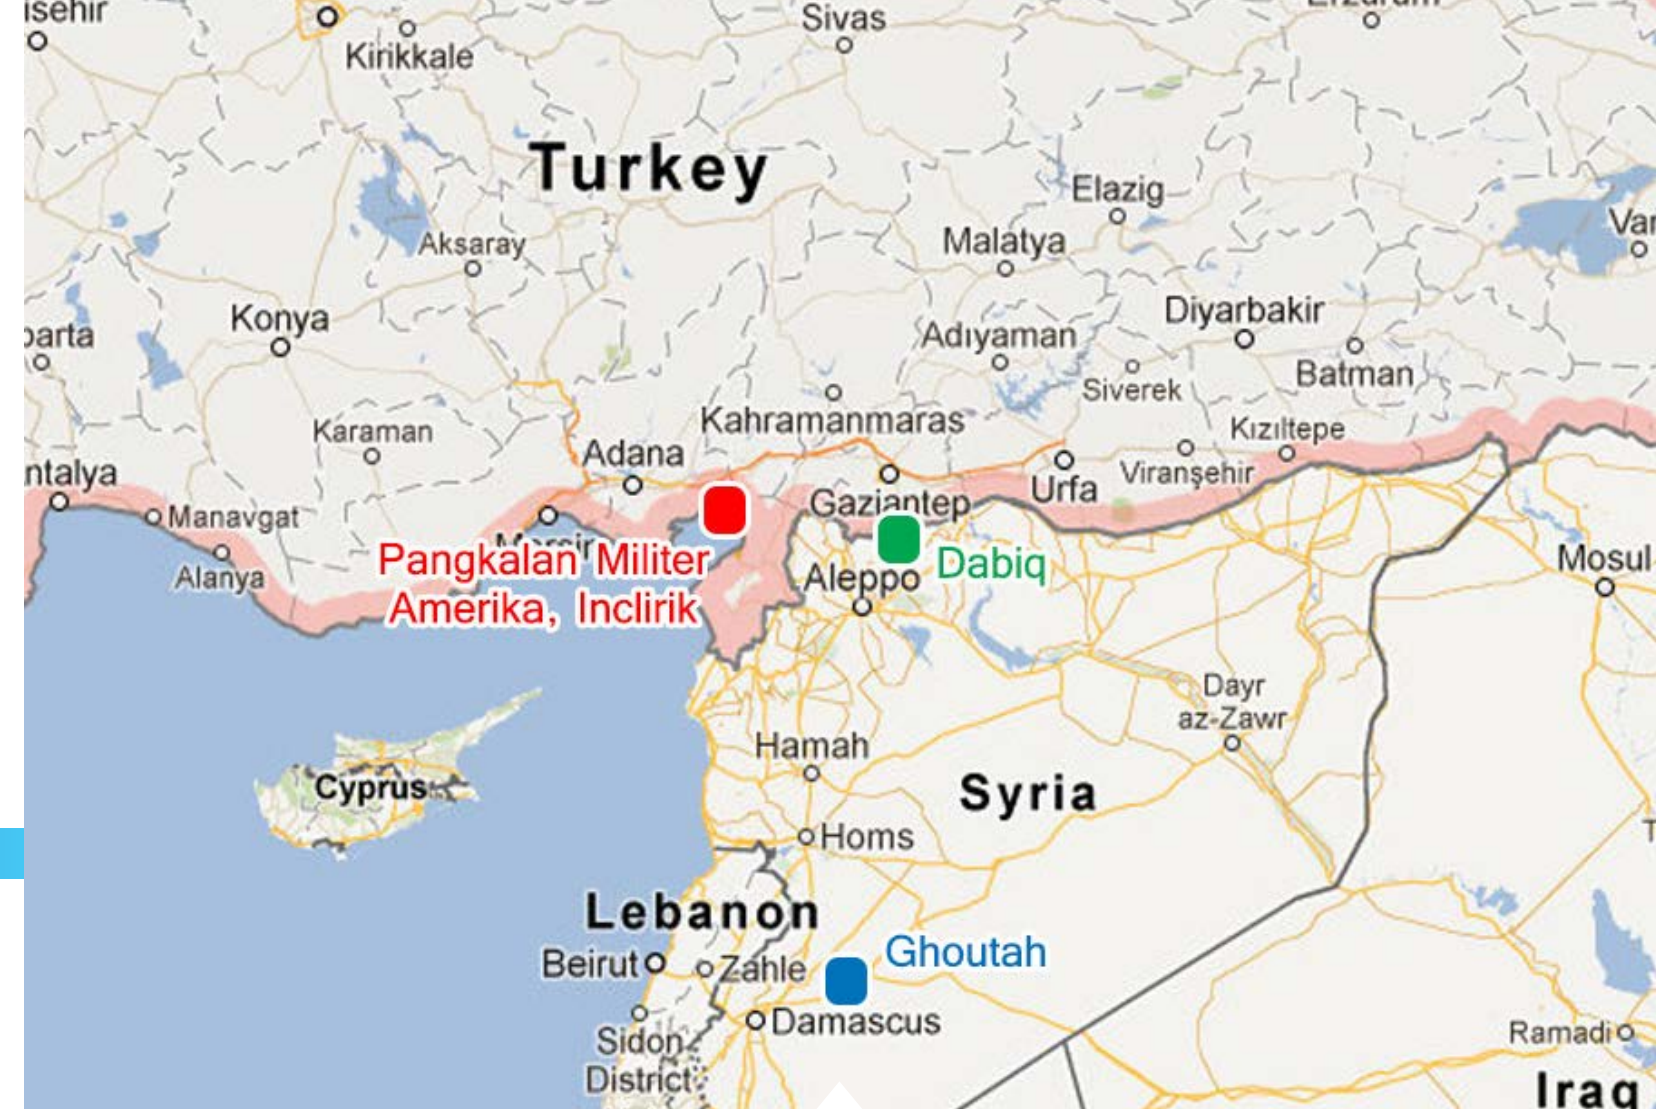 Sivas
Kirikkale
Turkey
Elazig
Malatya
Aksaray
Diyarbakir
Konya
Adıyaman
Batman
Siverek
Kahramanmaras
Kızıltepe
Karaman
Adana
Viranşehir
Urfa
Gaziantep
Manavgat
Pangkalan Militer
Amerika, Inclirik
Dabiq
Aleppo
Mosul
Alanya
Dayr
az-Zawr
Hamah
Cyprus
Syria
Homs
Lebanon
Ghoutah
Beirut
Zahle
Damascus
Sidon
District
Ramadi
Iraq